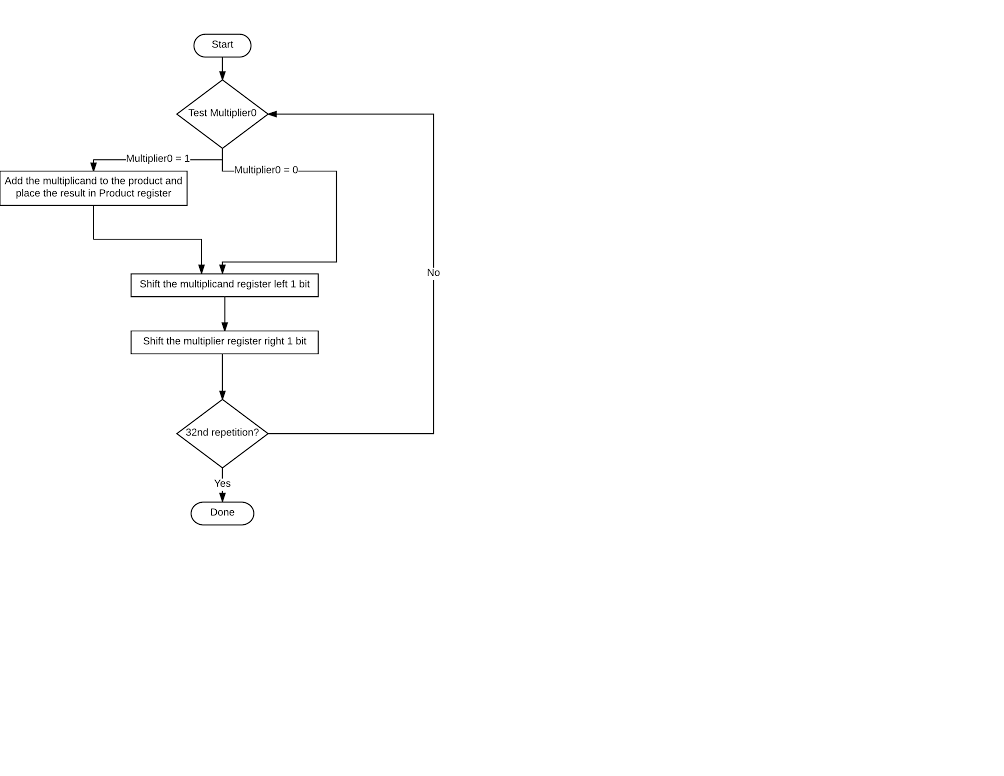 Start
Test Multiplier0
Multiplier0 = 1
Multiplier0 = 0
Add the multiplicand to the product and
place the result in Product register
Shift the multiplicand register left 1 bit
No
Shift the multiplier register right 1 bit
32nd repetition?
Yes
Done